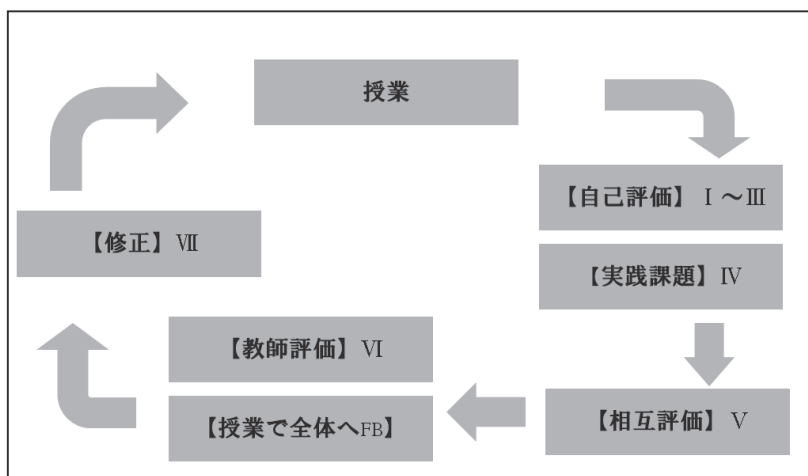 授業
【自己評価】Ⅰ～Ⅲ
【実践課題】Ⅳ
【相互評価】Ⅴ
【教師評価】Ⅵ
【授業で全体へFB】
【修正】Ⅶ